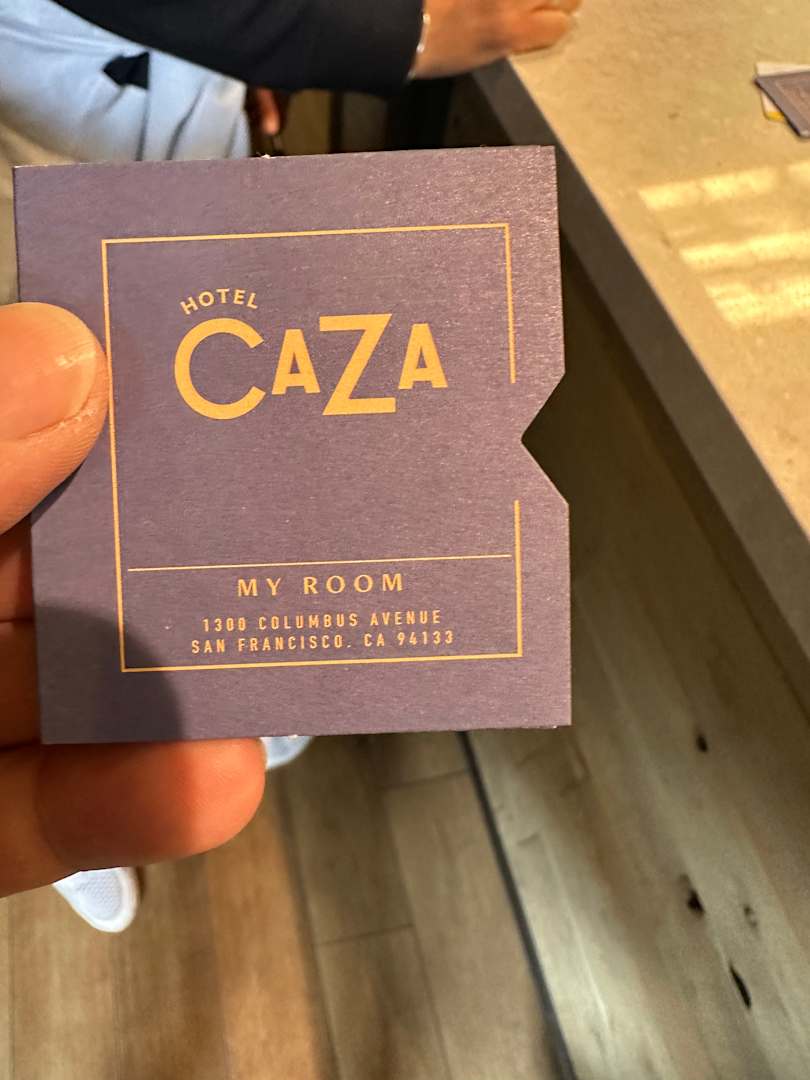 HOTEL
CAZA
MY ROOM
1300 COLUMBUS AVENUE
SAN FRANCISCO, CA 94133